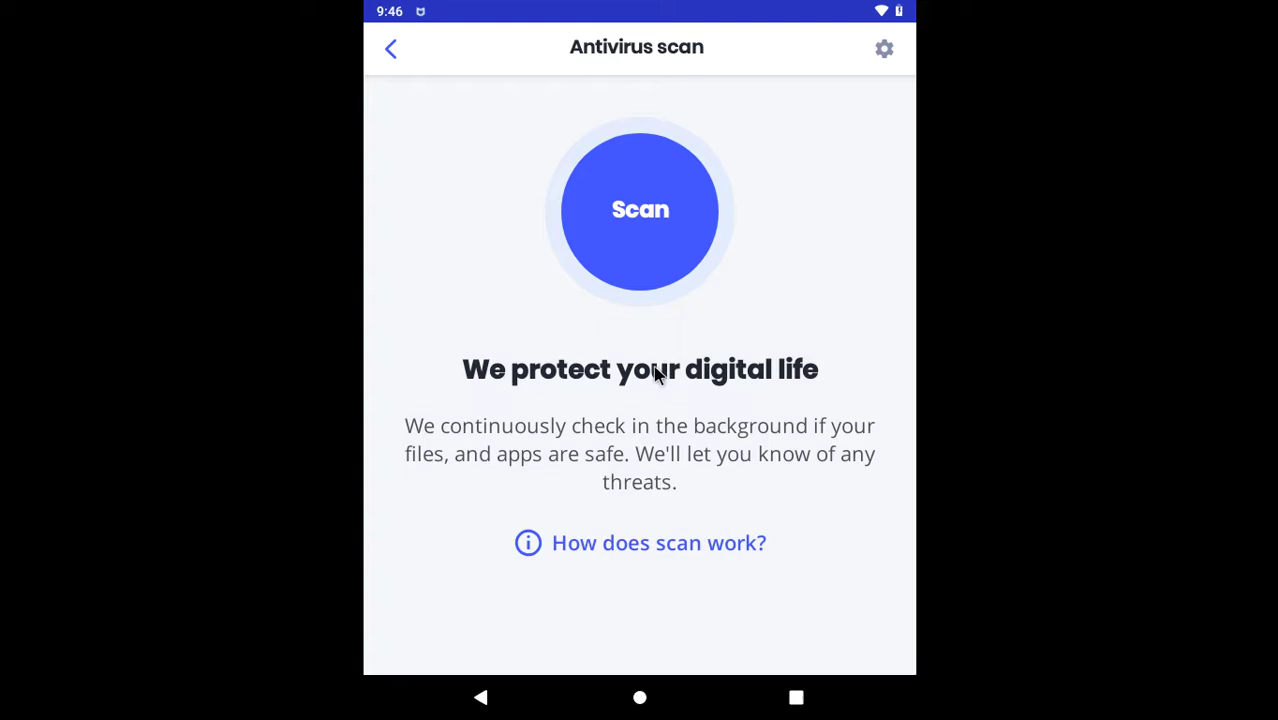 9:46
Antivirus scan
Scan
We protect your digital life
We continuously check in the background if your
files, and apps are safe. We'll let you know of any
threats.
How does scan work?